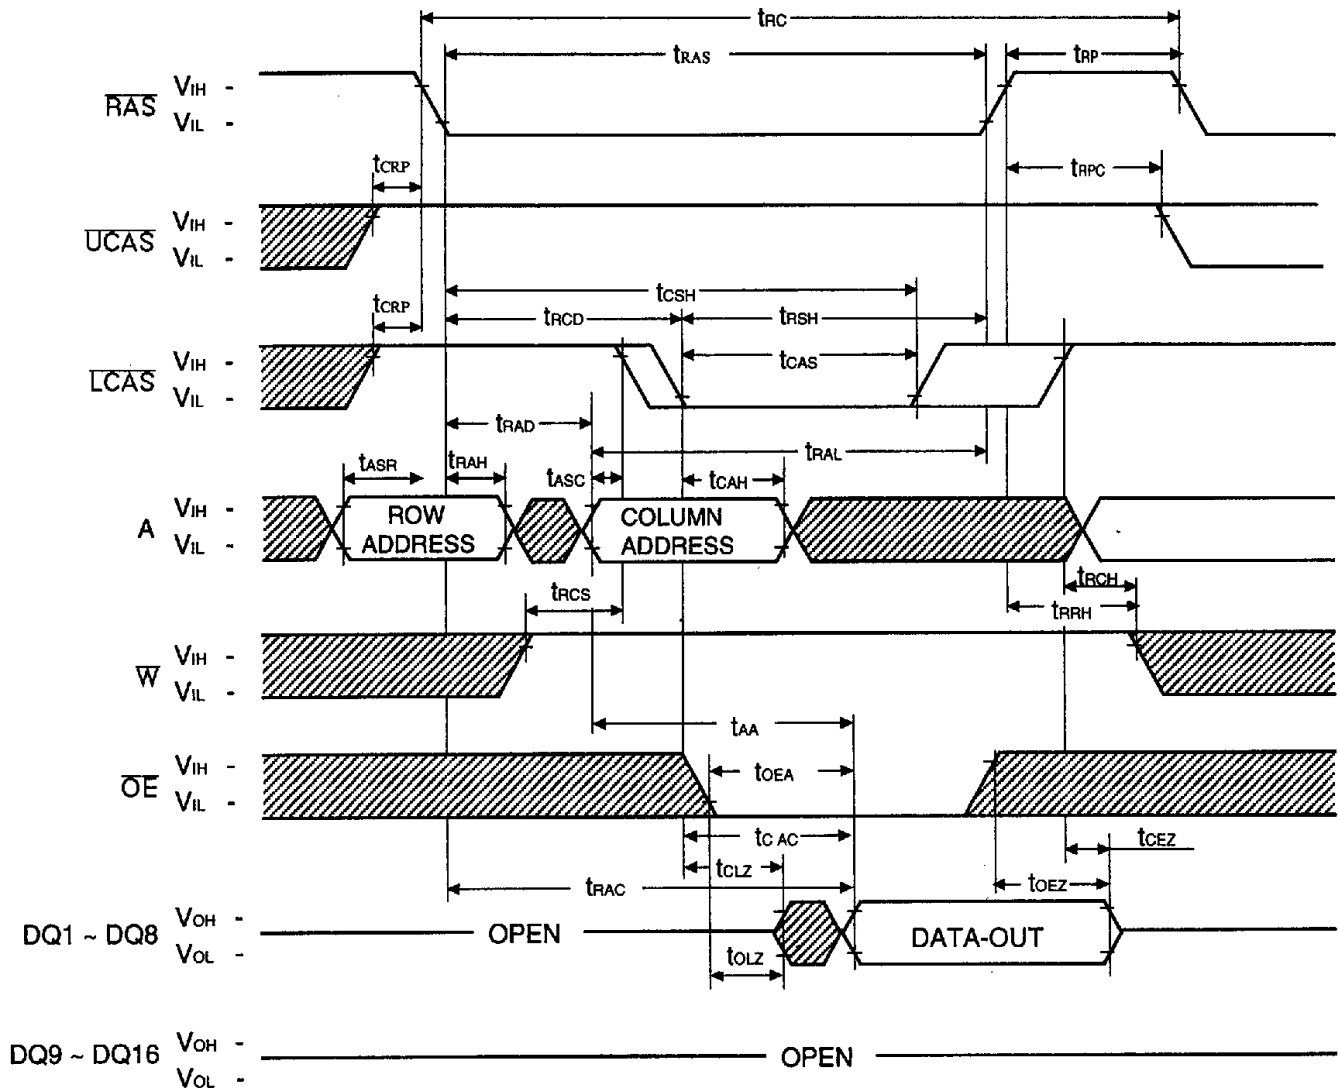 tRC
tRAS
tRP
RAS
VIH -
VIL -
tCRP
tRPC
UCAS
VIH -
VIL -
tCSH
tCRP
tRCD
tRSH
LCAS
VIH -
VIL -
tCAS
tRAD
tRAL
tASR
tRAH
tASC
tCAH
A
VIH -
VIL -
ROW
ADDRESS
COLUMN
ADDRESS
tRCH
tRCS
tRRH
W
VIH -
VIL -
tAA
OE
VIH -
VIL -
tOEA
tCAC
tCEZ
tCLZ
tRAC
tOEZ
DQ1 ~ DQ8
VOH -
VOL -
OPEN
DATA-OUT
tOLZ
DQ9 ~ DQ16
VOH -
VOL -
OPEN